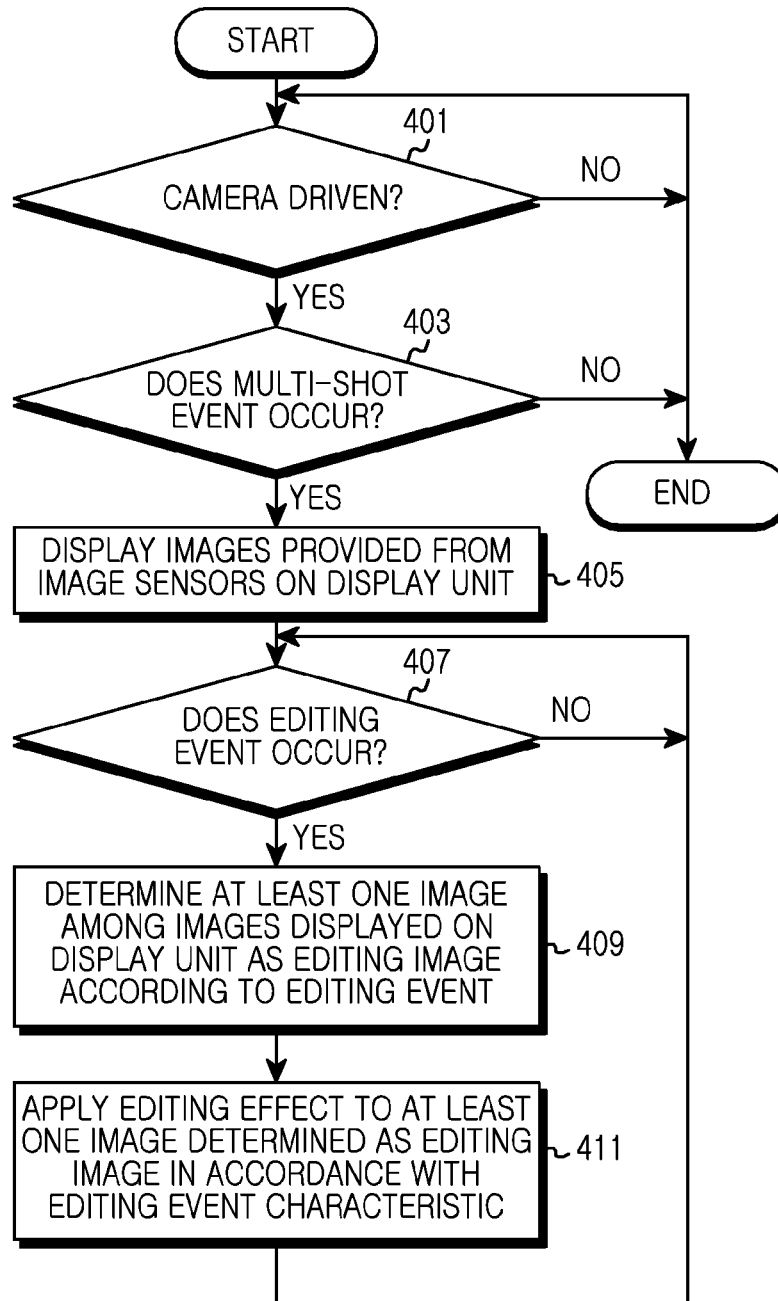 START
401
CAMERA DRIVEN?
NO
YES
403
DOES MULTI-SHOT
EVENT OCCUR?
NO
YES
END
DISPLAY IMAGES PROVIDED FROM
IMAGE SENSORS ON DISPLAY UNIT
405
407
DOES EDITING
EVENT OCCUR?
NO
YES
DETERMINE AT LEAST ONE IMAGE
AMONG IMAGES DISPLAYED ON
DISPLAY UNIT AS EDITING IMAGE
ACCORDING TO EDITING EVENT
409
APPLY EDITING EFFECT TO AT LEAST
ONE IMAGE DETERMINED AS EDITING
IMAGE IN ACCORDANCE WITH
EDITING EVENT CHARACTERISTIC
411